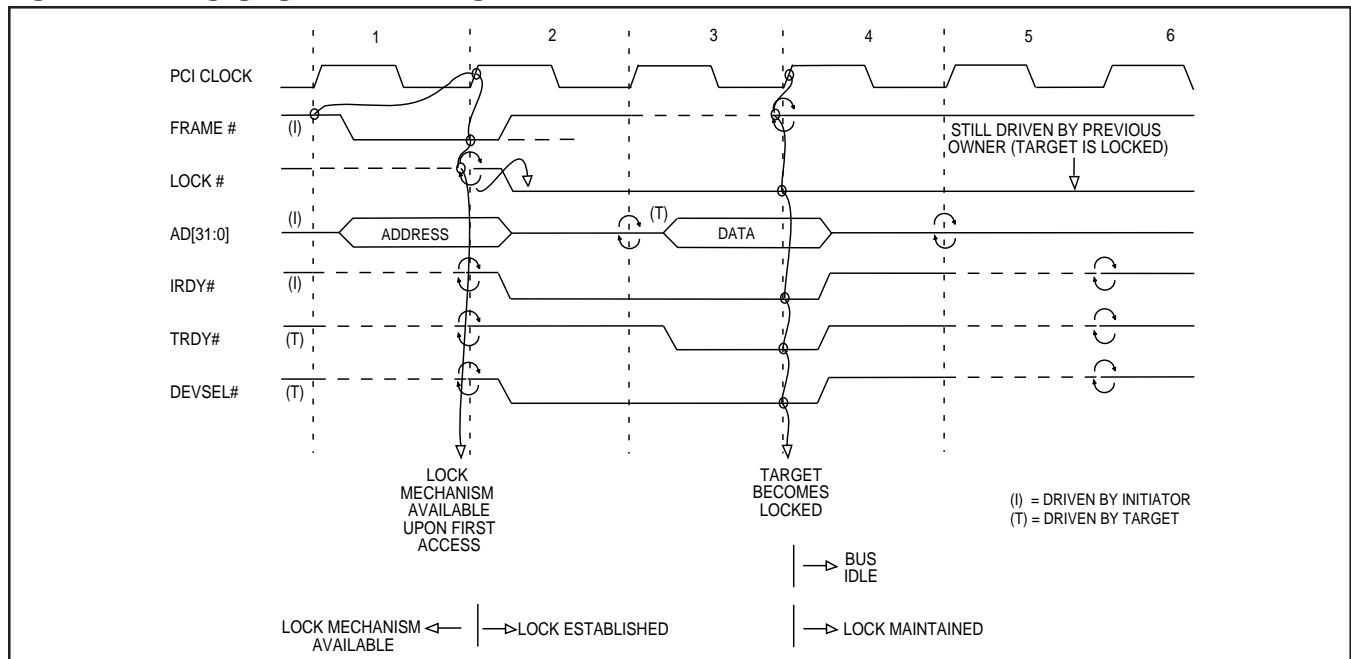 1 2 3 4 5 6
PCI CLOCK
FRAME # (I)
STILL DRIVEN BY PREVIOUS
OWNER (TARGET IS LOCKED)
LOCK #
AD[31:0] (I) ADDRESS (T) DATA
IRDY# (I)
TRDY# (T)
DEVSEL# (T)
LOCK
MECHANISM
AVAILABLE
UPON FIRST
ACCESS
TARGET
BECOMES
LOCKED
(I) = DRIVEN BY INITIATOR
(T) = DRIVEN BY TARGET
BUS
IDLE
LOCK MECHANISM
AVAILABLE
LOCK ESTABLISHED
LOCK MAINTAINED